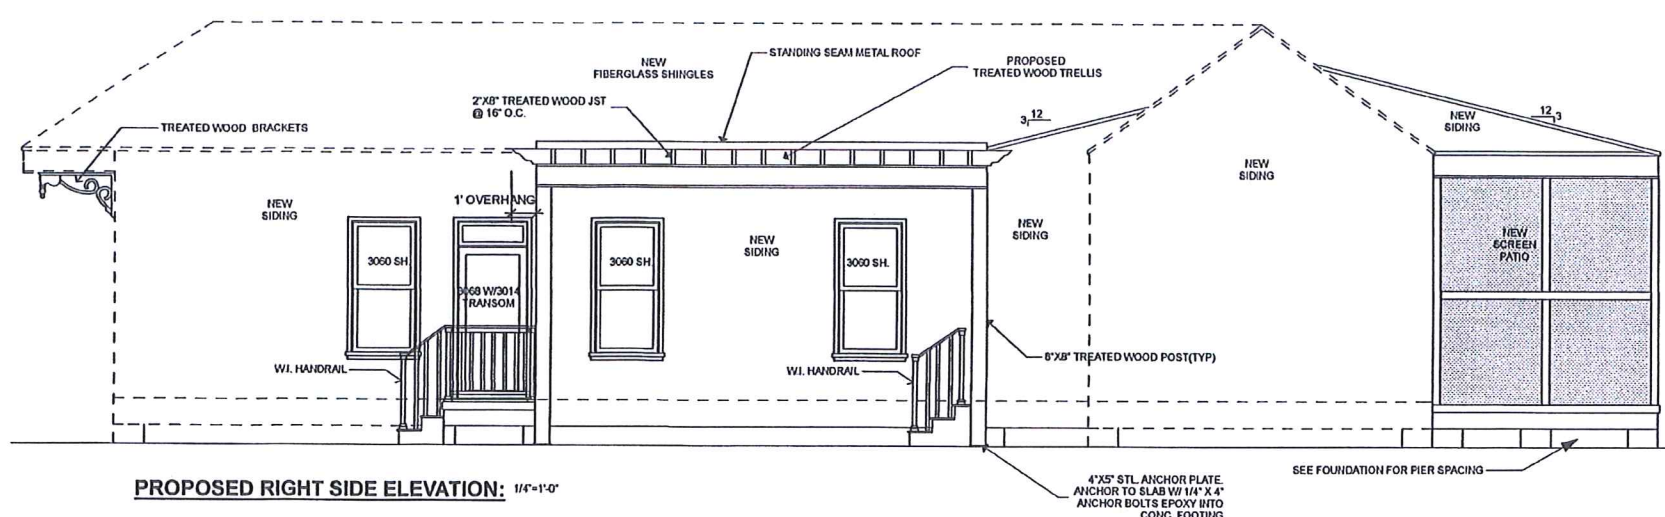 STANDING SEAM METAL ROOF
NEW
FIBERGLASS SHINGLES
PROPOSED
TREATED WOOD TRELLIS
2"X8" TREATED WOOD JST
@ 16" O.C.
TREATED WOOD BRACKETS
12
3
12
3
NEW
SIDING
NEW
SIDING
NEW
SIDING
1' OVERHANG
NEW
SIDING
NEW
SIDING
NEW
SCREEN
PATIO
3060 SH.
3060 SH.
3060 SH.
3068 W/3014
TRANSOM
W.I. HANDRAIL
W.I. HANDRAIL
8"X8" TREATED WOOD POST(TYP)
SEE FOUNDATION FOR PIER SPACING
4"X5" STL. ANCHOR PLATE.
ANCHOR TO SLAB W/ 1/4" X 4"
ANCHOR BOLTS EPOXY INTO
CONC. FOOTING
PROPOSED RIGHT SIDE ELEVATION: 1/4"=1'-0"